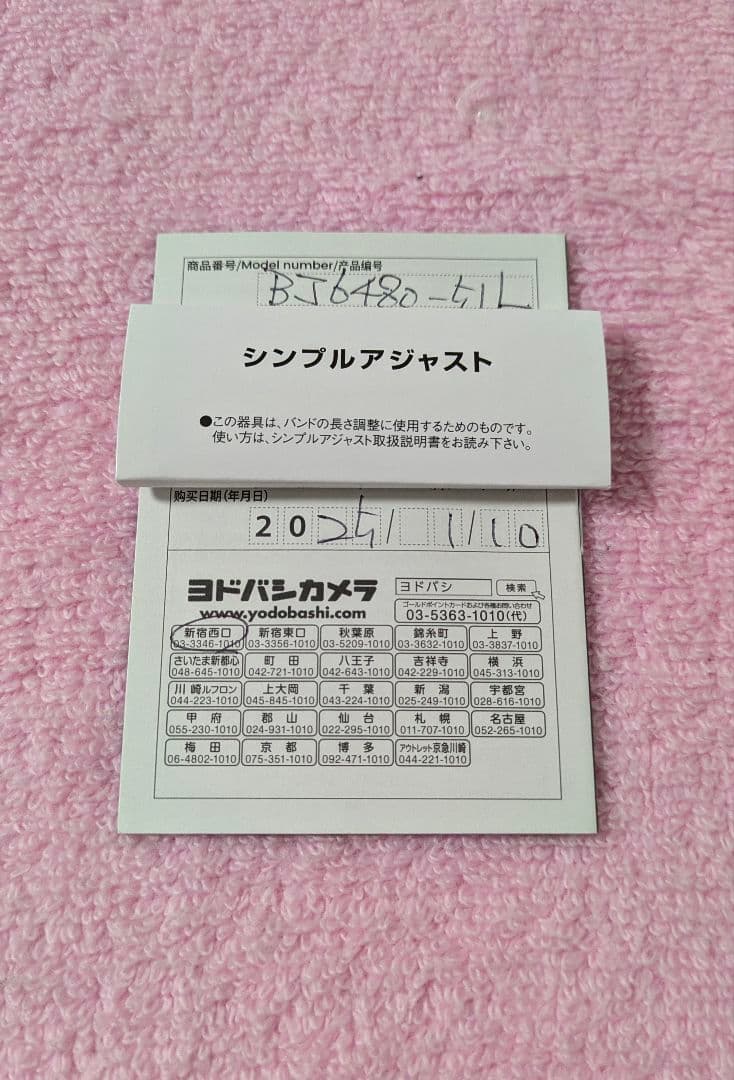 商品番号/Model number/产品编号
BJ6480-51L
シンプルアジャスト
●この器具は、バンドの長さ調整に使用するためのものです。
使い方は、シンプルアジャスト取扱説明書をお読み下さい。
购买日期(年月日)
2025/1/10
ヨドバシカメラ ヨドバシ 検索
www.yodobashi.com
ゴールドポイントカードおよび各種お問い合わせ
03-5363-1010(代)
新宿西口 新宿東口 秋葉原 錦糸町 上野
03-3346-1010 03-3356-1010 03-5209-1010 03-3632-1010 03-3837-1010
さいたま新都心 町田 八王子 吉祥寺 横浜
048-645-1010 042-721-1010 042-643-1010 042-229-1010 045-313-1010
川崎ルフロン 上大岡 千葉 新潟 宇都宮
044-223-1010 045-845-1010 043-224-1010 025-249-1010 028-616-1010
甲府 郡山 仙台 札幌 名古屋
055-230-1010 024-931-1010 022-295-1010 011-707-1010 052-265-1010
梅田 京都 博多 アウトレット京急川崎
06-4802-1010 075-351-1010 092-471-1010 044-221-1010